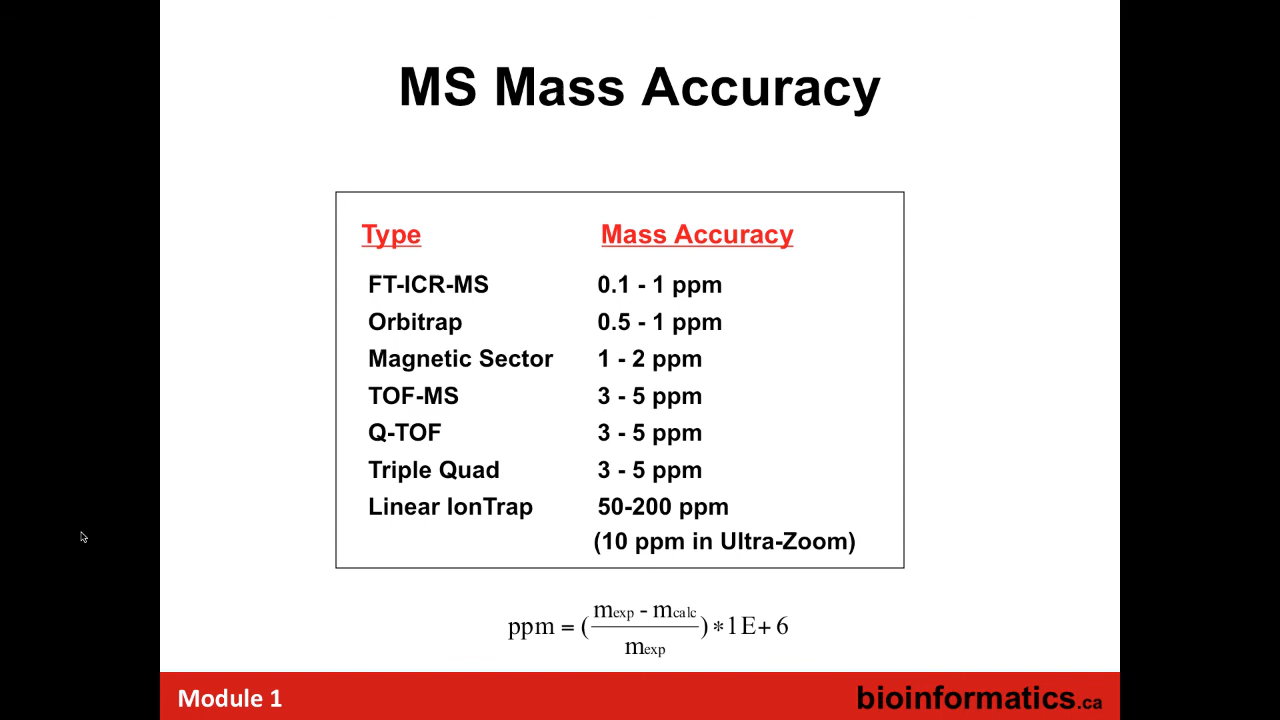 MS Mass Accuracy
Type Mass Accuracy
FT-ICR-MS 0.1 - 1 ppm
Orbitrap 0.5 - 1 ppm
Magnetic Sector 1 - 2 ppm
TOF-MS 3 - 5 ppm
Q-TOF 3 - 5 ppm
Triple Quad 3 - 5 ppm
Linear IonTrap 50-200 ppm
(10 ppm in Ultra-Zoom)
ppm = (mexp - mcalc / mexp) * 1E+ 6
Module 1 bioinformatics.ca